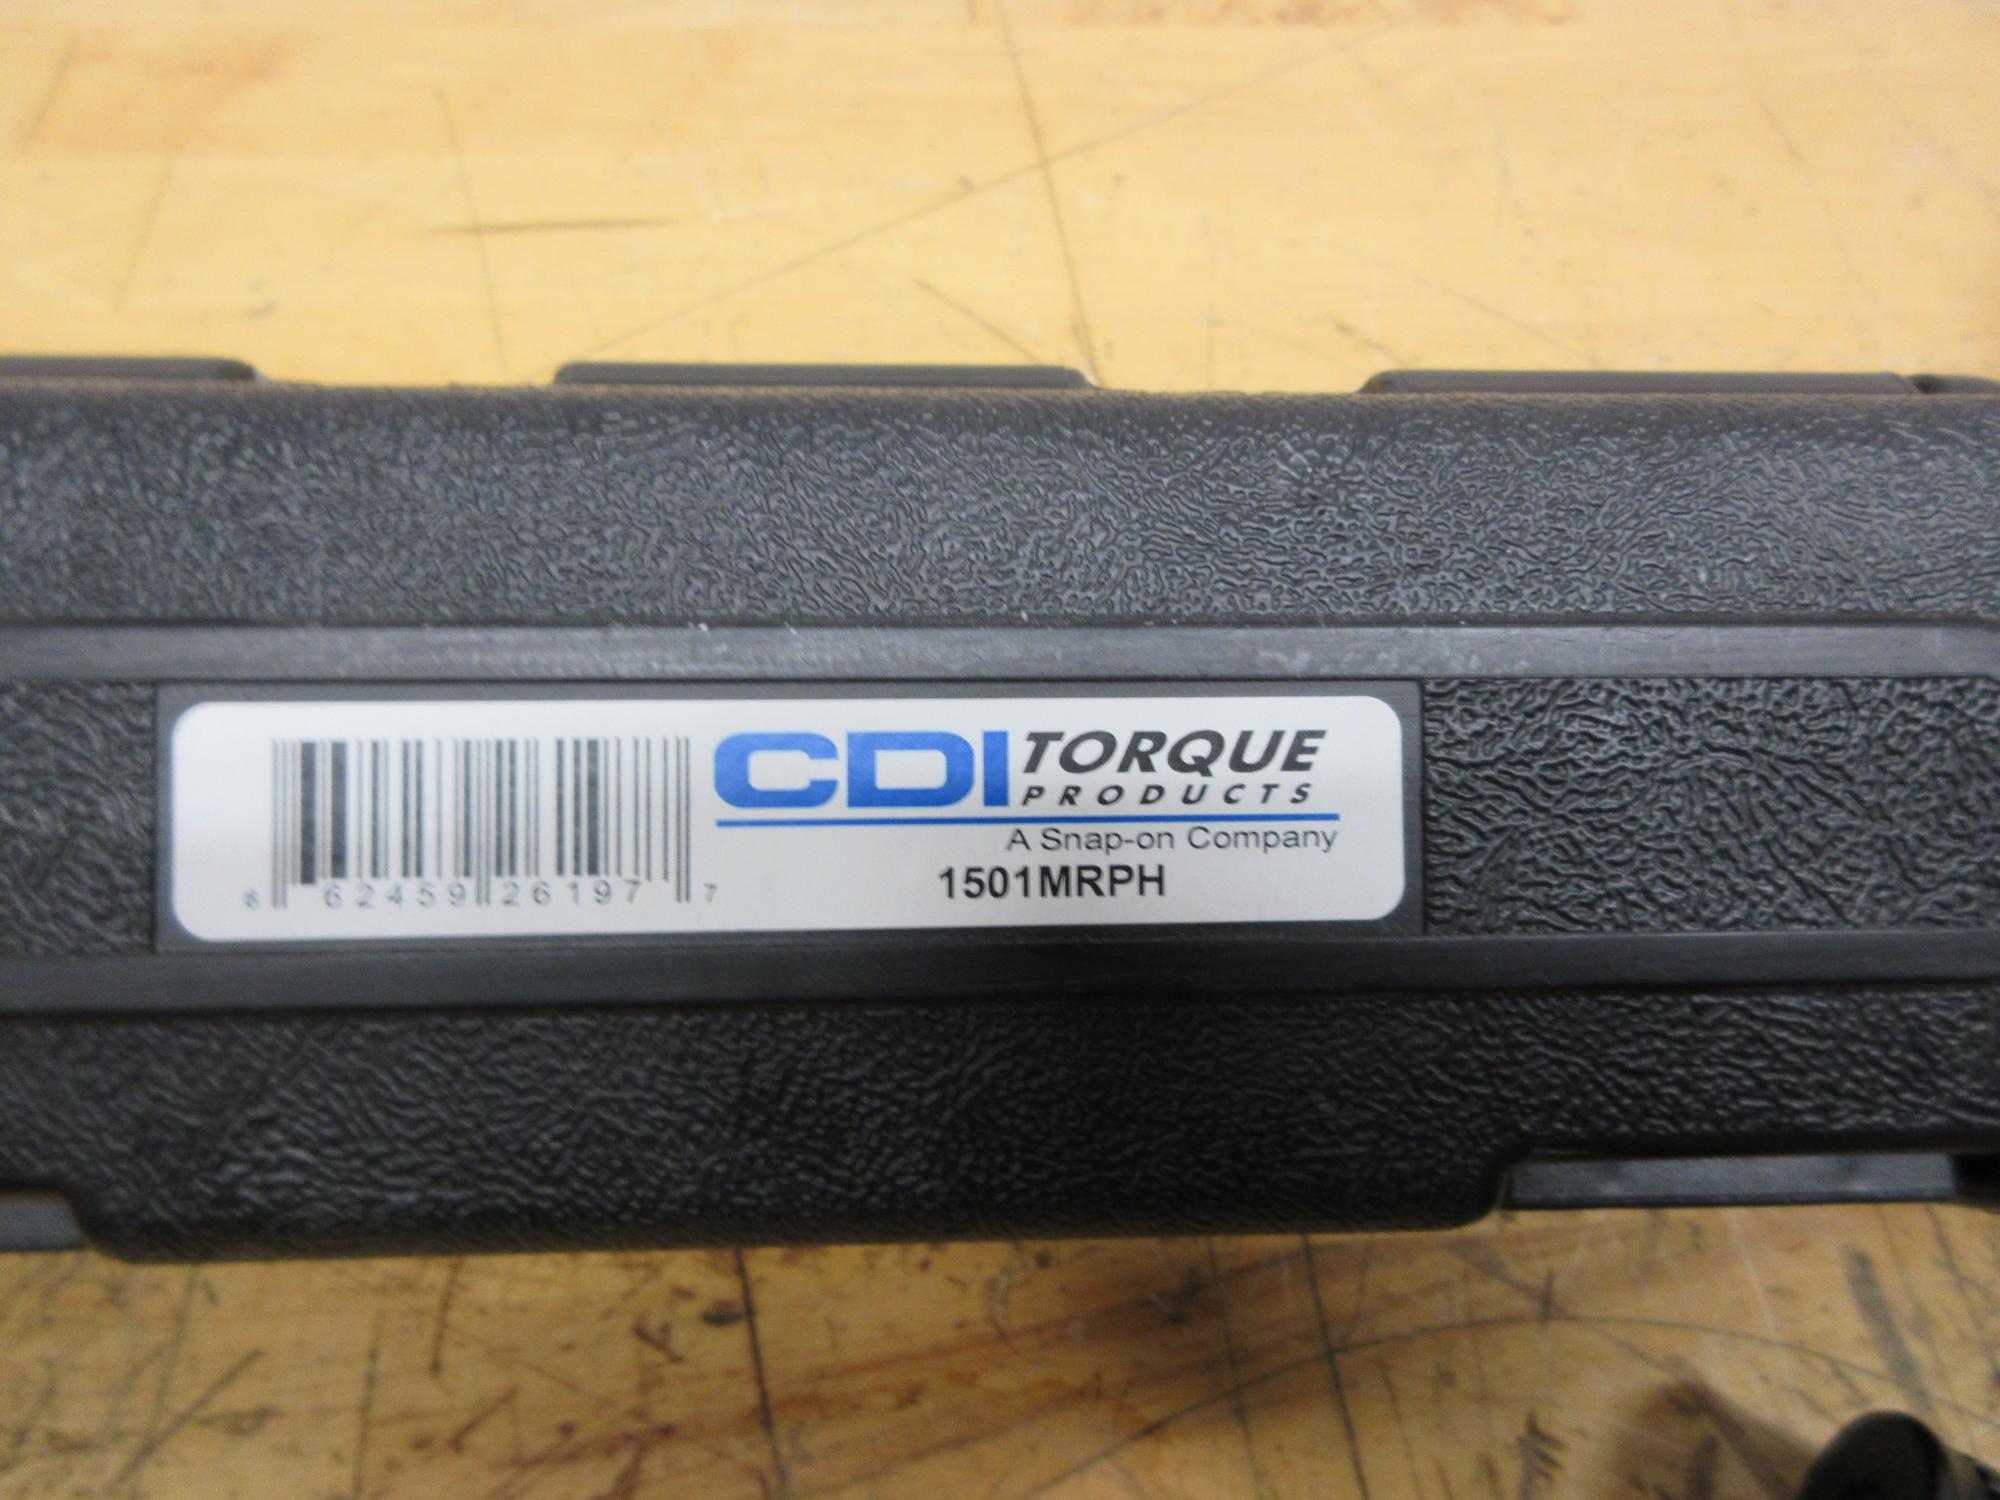 CDI TORQUE
PRODUCTS
A Snap-on Company
1501MRPH
6 62459 26197 7